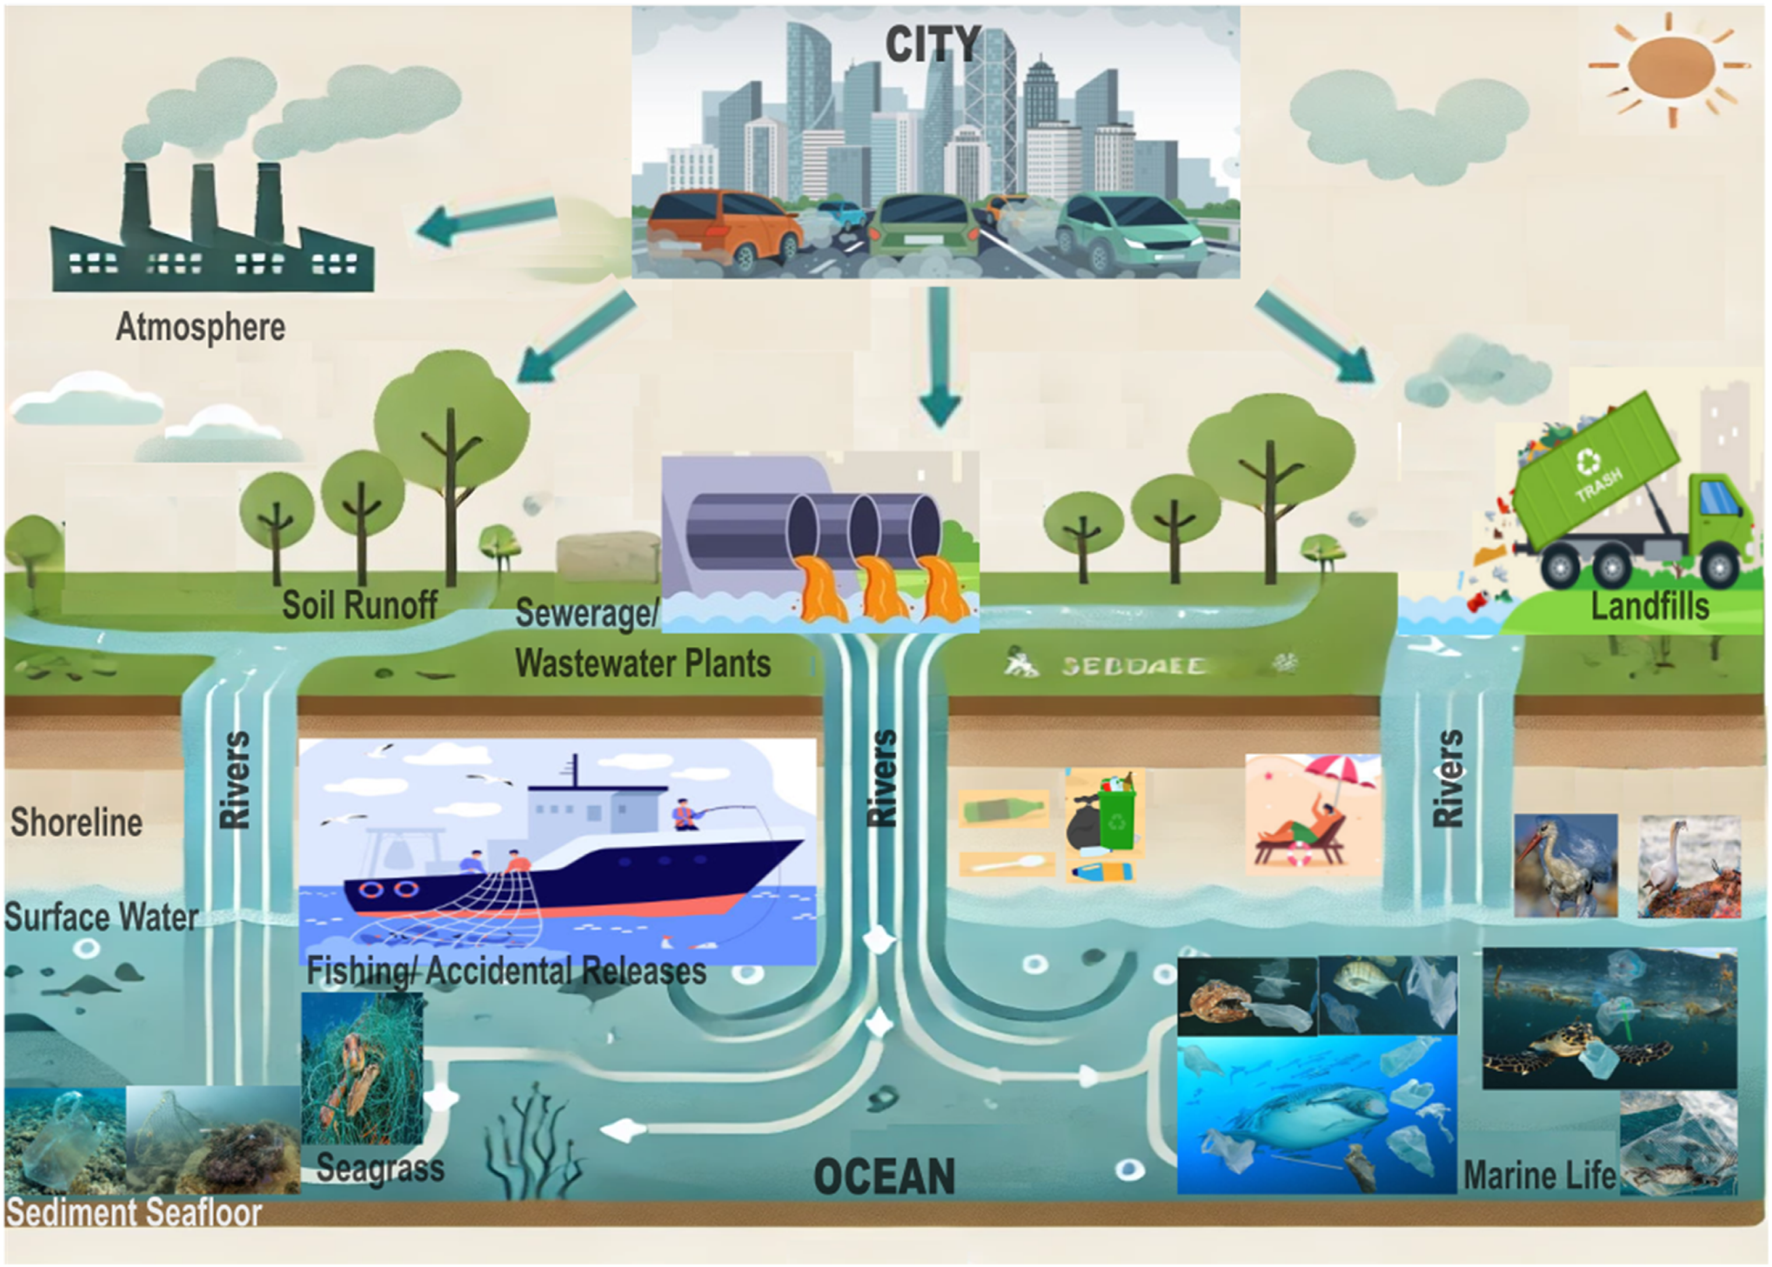 CITY
Atmosphere
TRASH
Soil Runoff
Sewerage/
Wastewater Plants
Landfills
SEBDAEE
Rivers
Rivers
Rivers
Shoreline
Surface Water
Fishing/ Accidental Releases
Seagrass
OCEAN
Marine Life
Sediment Seafloor